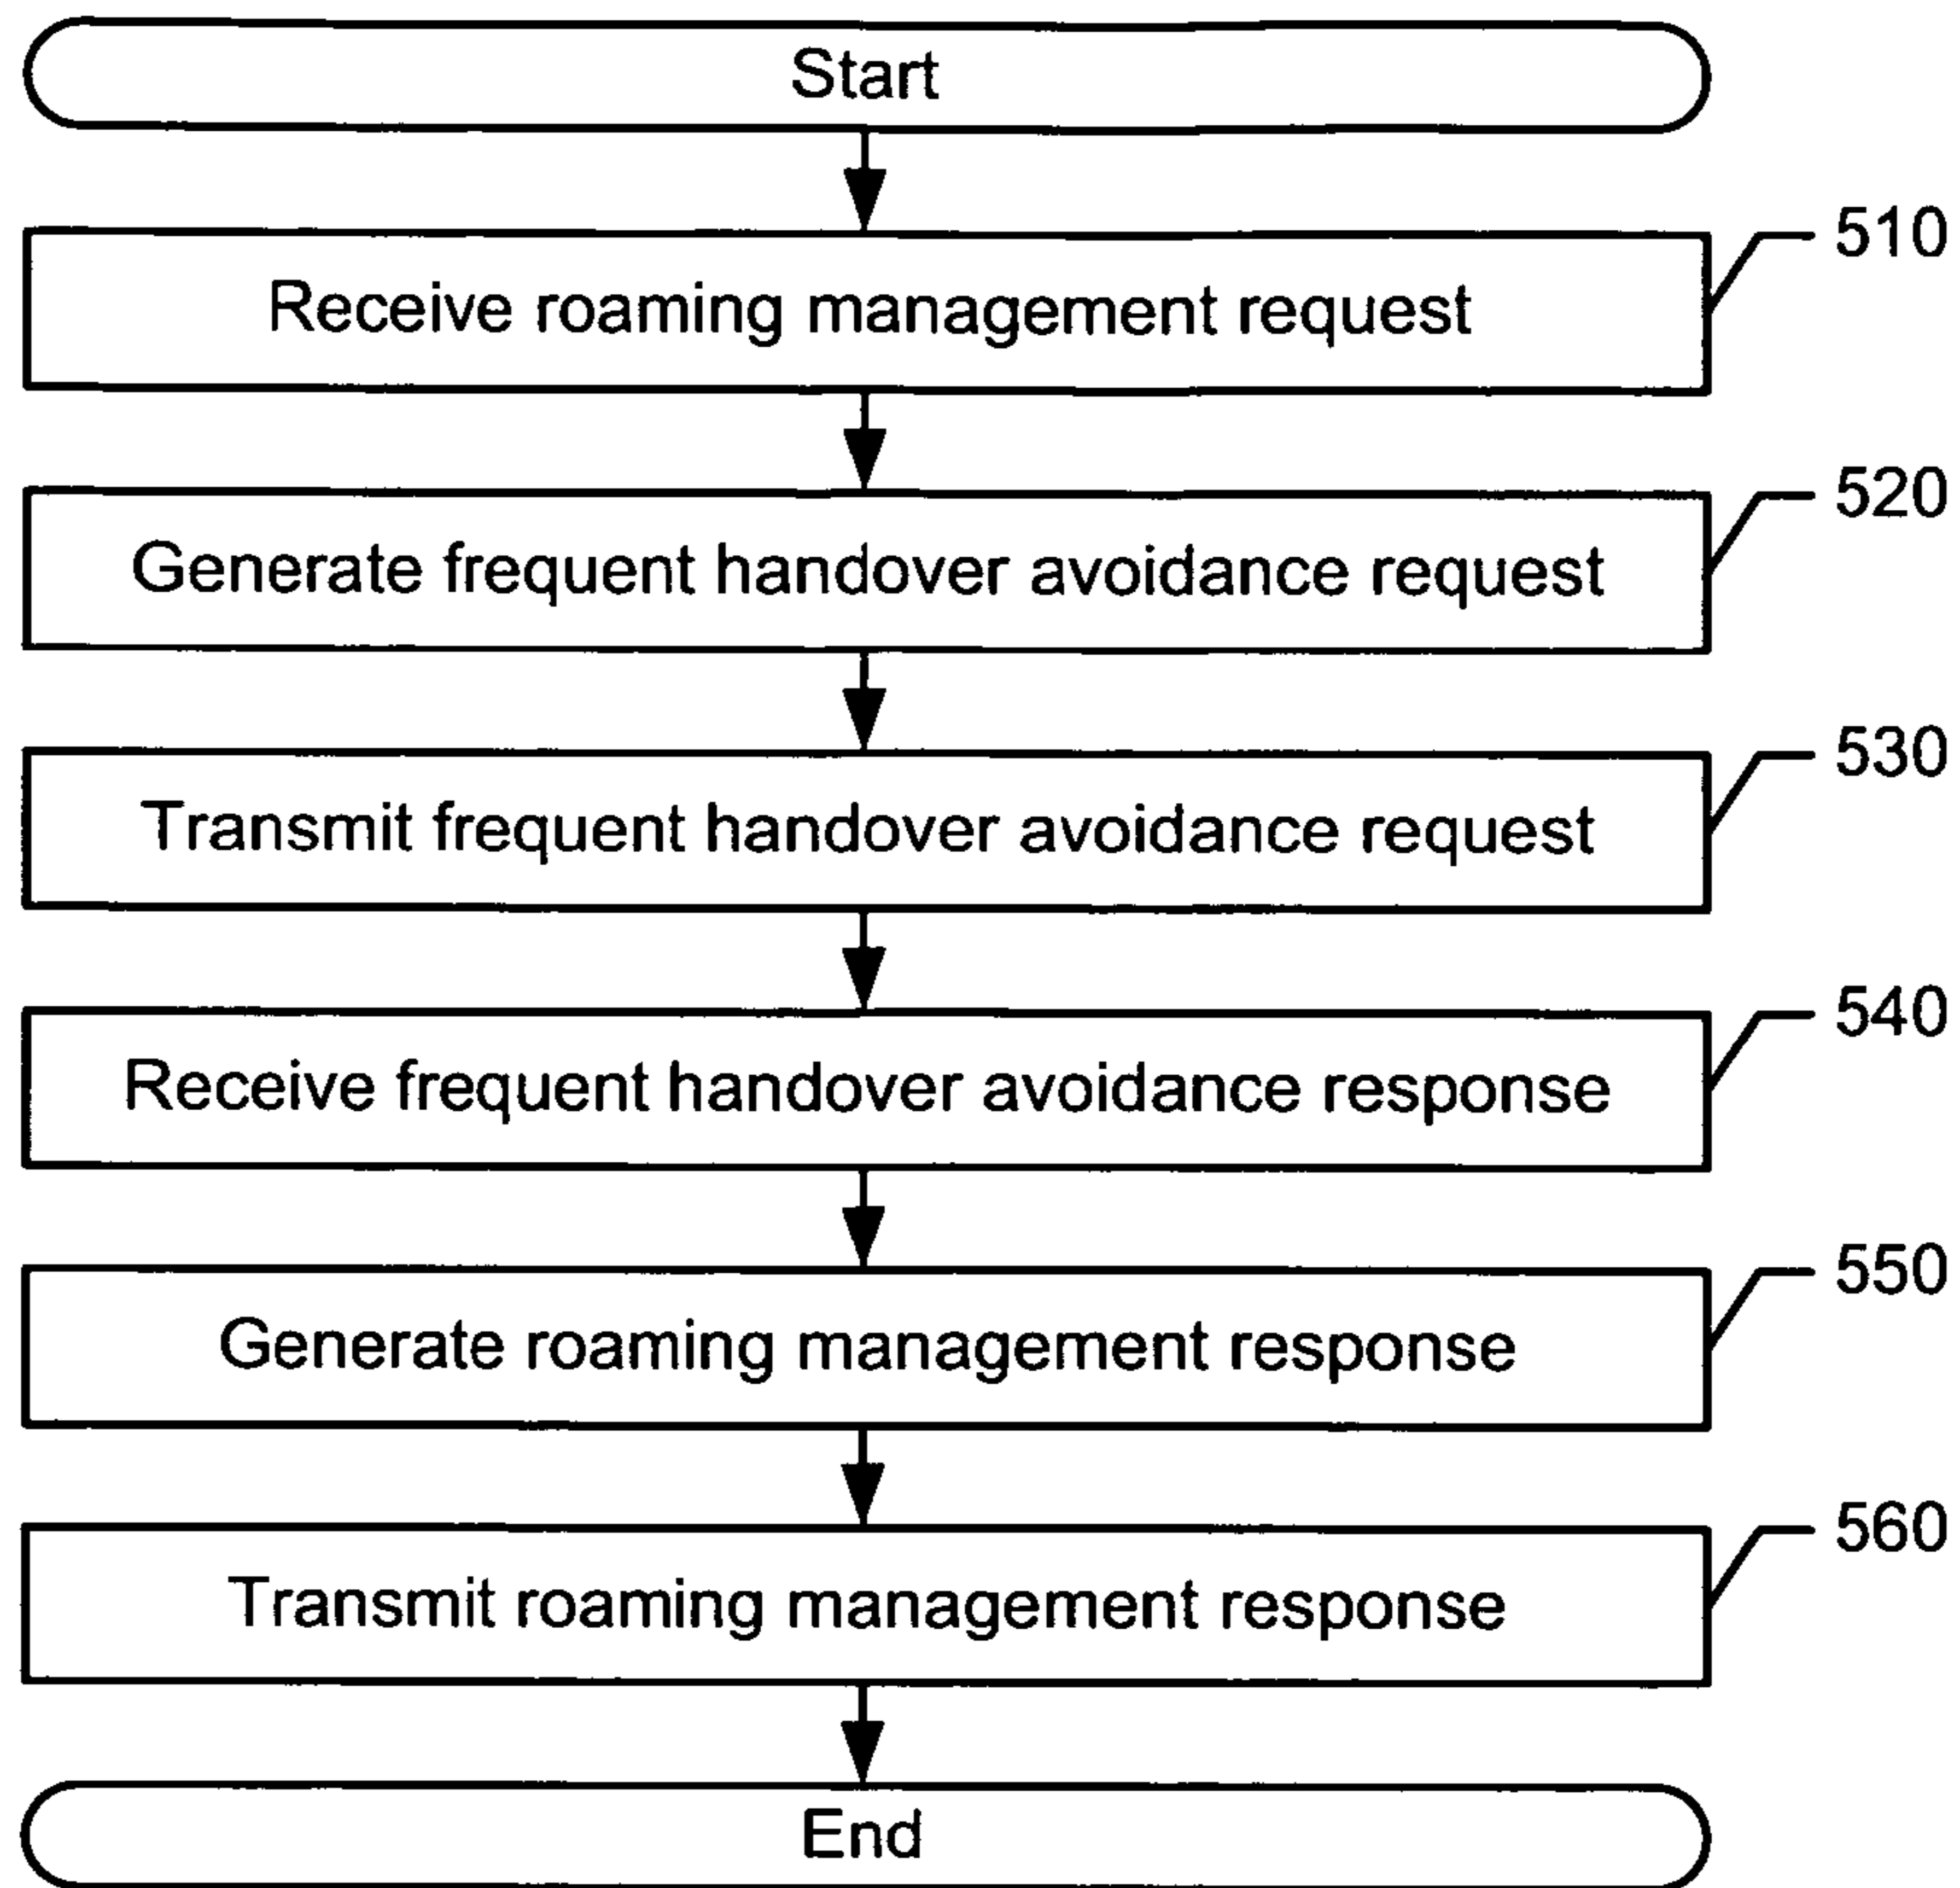 Start
510
Receive roaming management request
520
Generate frequent handover avoidance request
530
Transmit frequent handover avoidance request
540
Receive frequent handover avoidance response
550
Generate roaming management response
560
Transmit roaming management response
End